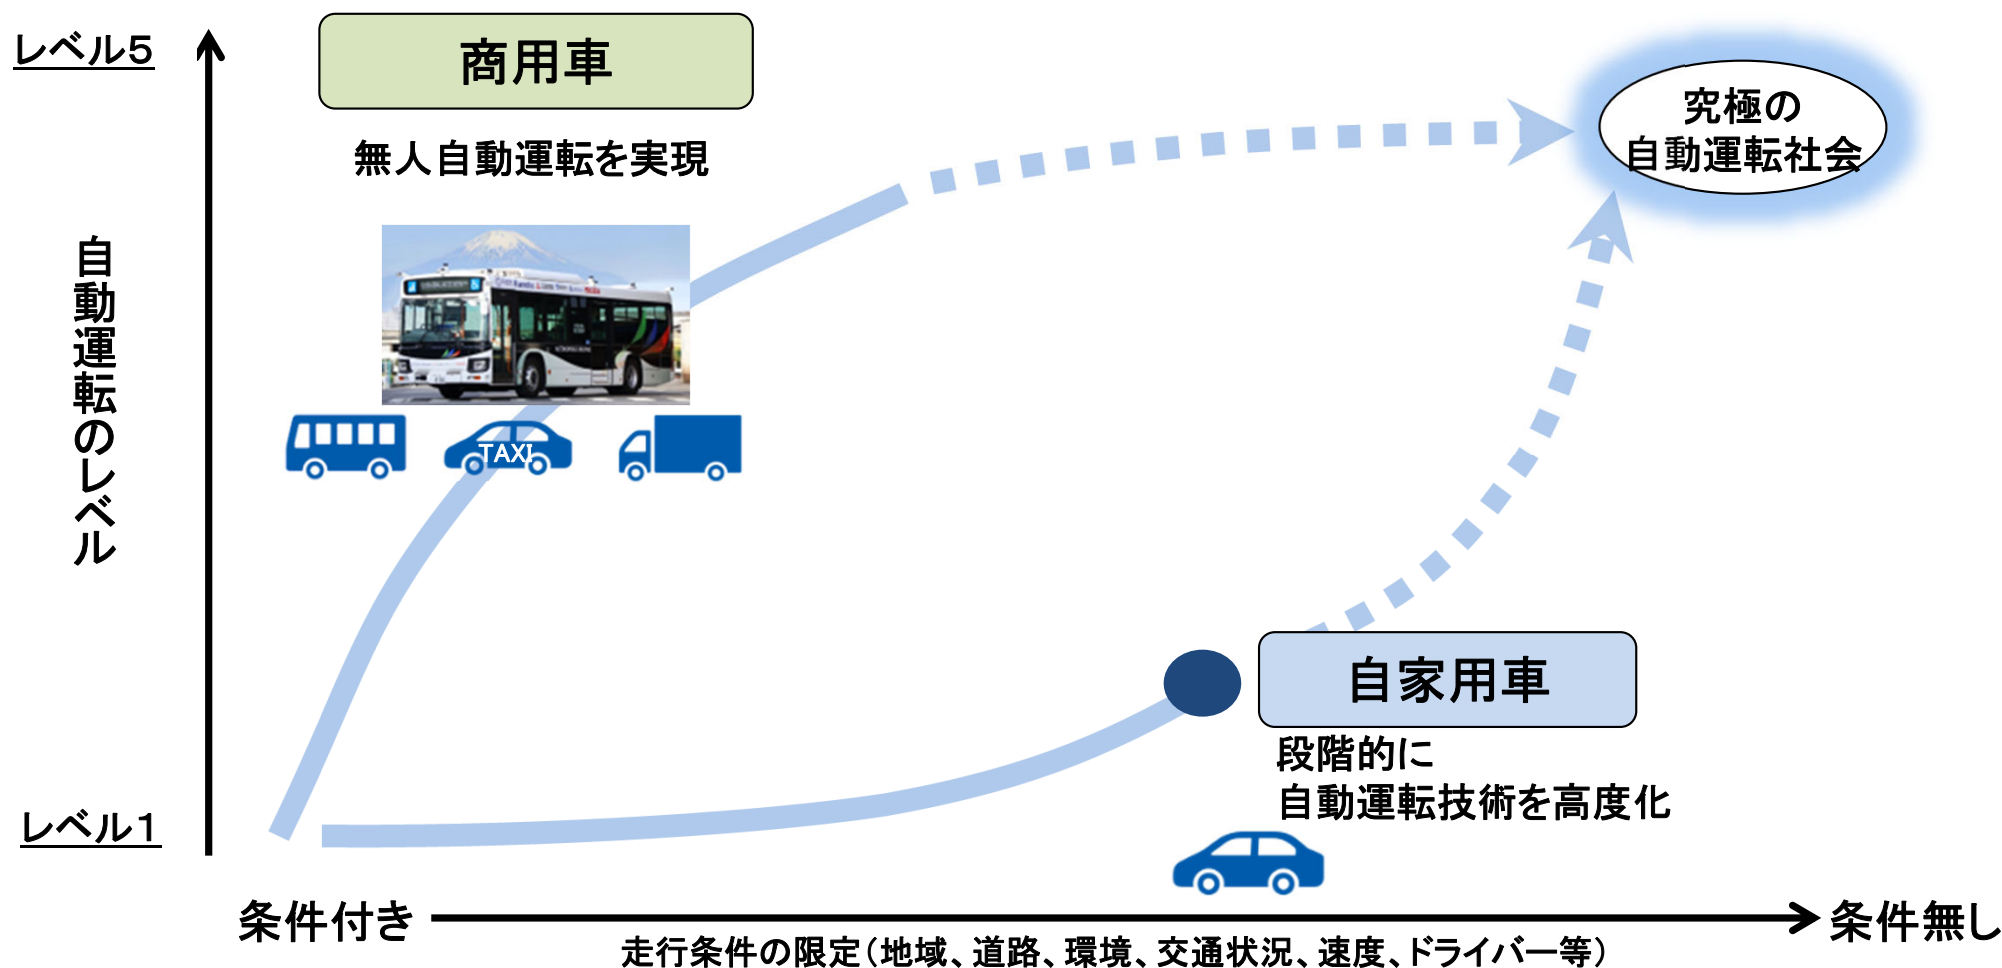 レベル5
商用車
無人自動運転を実現
究極の
自動運転社会
自動運転のレベル
TAXI
自家用車
段階的に
自動運転技術を高度化
レベル1
条件付き
条件無し
走行条件の限定(地域、道路、環境、交通状況、速度、ドライバー等)